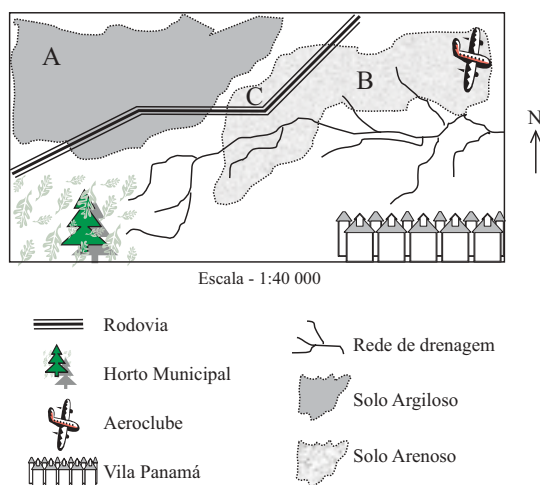 A
C
B
N
Escala - 1:40 000
Rodovia
Horto Municipal
Aeroclube
Vila Panamá
Rede de drenagem
Solo Argiloso
Solo Arenoso